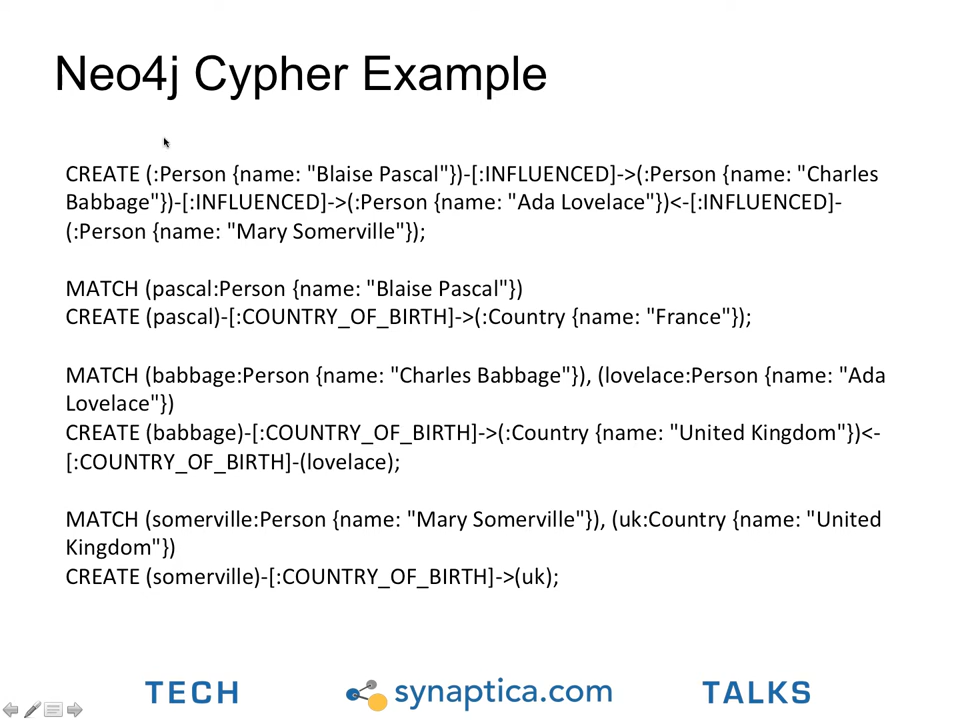 Neo4j Cypher Example
CREATE (:Person {name: "Blaise Pascal"})-[:INFLUENCED]->(:Person {name: "Charles
Babbage"})-[:INFLUENCED]->(:Person {name: "Ada Lovelace"})<-[:INFLUENCED]-
(:Person {name: "Mary Somerville"});
MATCH (pascal:Person {name: "Blaise Pascal"})
CREATE (pascal)-[:COUNTRY_OF_BIRTH]->(:Country {name: "France"});
MATCH (babbage:Person {name: "Charles Babbage"}), (lovelace:Person {name: "Ada
Lovelace"})
CREATE (babbage)-[:COUNTRY_OF_BIRTH]->(:Country {name: "United Kingdom"})<-
[:COUNTRY_OF_BIRTH]-(lovelace);
MATCH (somerville:Person {name: "Mary Somerville"}), (uk:Country {name: "United
Kingdom"})
CREATE (somerville)-[:COUNTRY_OF_BIRTH]->(uk);
TECH synaptica.com TALKS